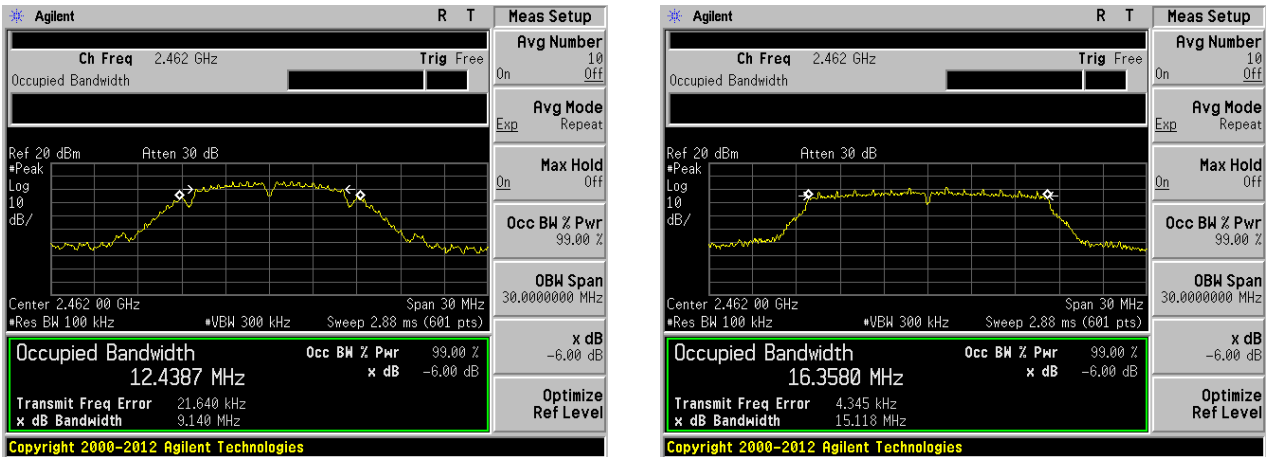 Agilent R T
Meas Setup
Ch Freq 2.462 GHz Trig Free
Occupied Bandwidth
Avg Number
10
On Off
Avg Mode
Exp Repeat
Max Hold
On Off
Occ BW % Pwr
99.00 %
OBW Span
30.0000000 MHz
x dB
-6.00 dB
Optimize
Ref Level
Ref 20 dBm Atten 30 dB
#Peak
Log
10
dB/
Center 2.462 00 GHz Span 30 MHz
#Res BW 100 kHz #VBW 300 kHz Sweep 2.88 ms (601 pts)
Occupied Bandwidth Occ BW % Pwr 99.00 %
12.4387 MHz x dB -6.00 dB
Transmit Freq Error 21.640 kHz
x dB Bandwidth 9.140 MHz
Copyright 2000-2012 Agilent Technologies
Agilent R T
Meas Setup
Ch Freq 2.462 GHz Trig Free
Occupied Bandwidth
Avg Number
10
On Off
Avg Mode
Exp Repeat
Max Hold
On Off
Occ BW % Pwr
99.00 %
OBW Span
30.0000000 MHz
x dB
-6.00 dB
Optimize
Ref Level
Ref 20 dBm Atten 30 dB
#Peak
Log
10
dB/
Center 2.462 00 GHz Span 30 MHz
#Res BW 100 kHz #VBW 300 kHz Sweep 2.88 ms (601 pts)
Occupied Bandwidth Occ BW % Pwr 99.00 %
16.3580 MHz x dB -6.00 dB
Transmit Freq Error 4.345 kHz
x dB Bandwidth 15.118 MHz
Copyright 2000-2012 Agilent Technologies